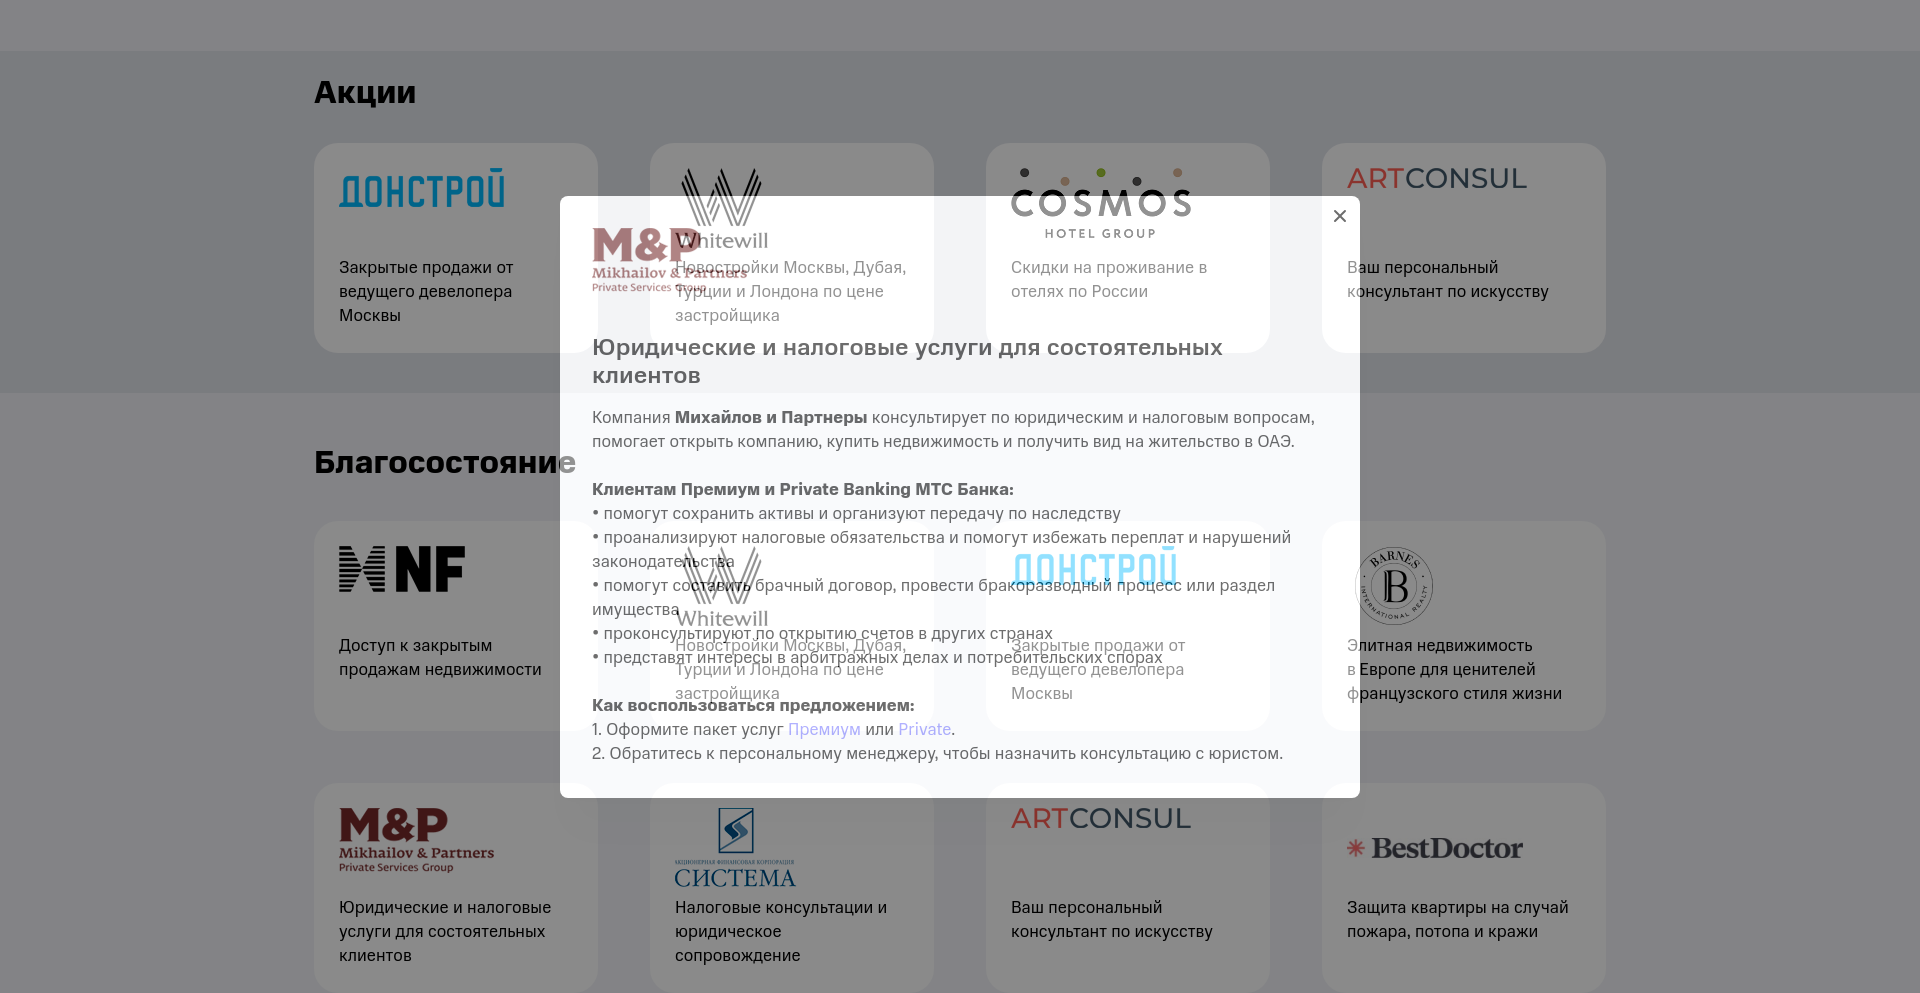 Акции
ДОНСТРОЙ
Закрытые продажи от
ведущего девелопера
Москвы
Whitewill
Новостройки Москвы, Дубая,
Турции и Лондона по цене
застройщика
COSMOS
HOTEL GROUP
Скидки на проживание в
отелях по России
ARTCONSUL
Ваш персональный
консультант по искусству
M&P
Mikhailov & Partners
Private Services Group
Юридические и налоговые услуги для состоятельных
клиентов
Компания Михайлов и Партнеры консультирует по юридическим и налоговым вопросам,
помогает открыть компанию, купить недвижимость и получить вид на жительство в ОАЭ.
Клиентам Премиум и Private Banking МТС Банка:
• помогут сохранить активы и организуют передачу по наследству
• проанализируют налоговые обязательства и помогут избежать переплат и нарушений
законодательства
• помогут составить брачный договор, провести бракоразводный процесс или раздел
имущества
• проконсультируют по открытию счетов в других странах
• представят интересы в арбитражных делах и потребительских спорах
Как воспользоваться предложением:
1. Оформите пакет услуг Премиум или Private.
2. Обратитесь к персональному менеджеру, чтобы назначить консультацию с юристом.
Благосостояние
NF
Доступ к закрытым
продажам недвижимости
Whitewill
Новостройки Москвы, Дубая,
Турции и Лондона по цене
застройщика
ДОНСТРОЙ
Закрытые продажи от
ведущего девелопера
Москвы
BARNES
B
INTERNATIONAL REALTY
Элитная недвижимость
в Европе для ценителей
французского стиля жизни
M&P
Mikhailov & Partners
Private Services Group
Юридические и налоговые
услуги для состоятельных
клиентов
АКЦИОНЕРНАЯ ФИНАНСОВАЯ КОРПОРАЦИЯ
СИСТЕМА
Налоговые консультации и
юридическое
сопровождение
ARTCONSUL
Ваш персональный
консультант по искусству
BestDoctor
Защита квартиры на случай
пожара, потопа и кражи